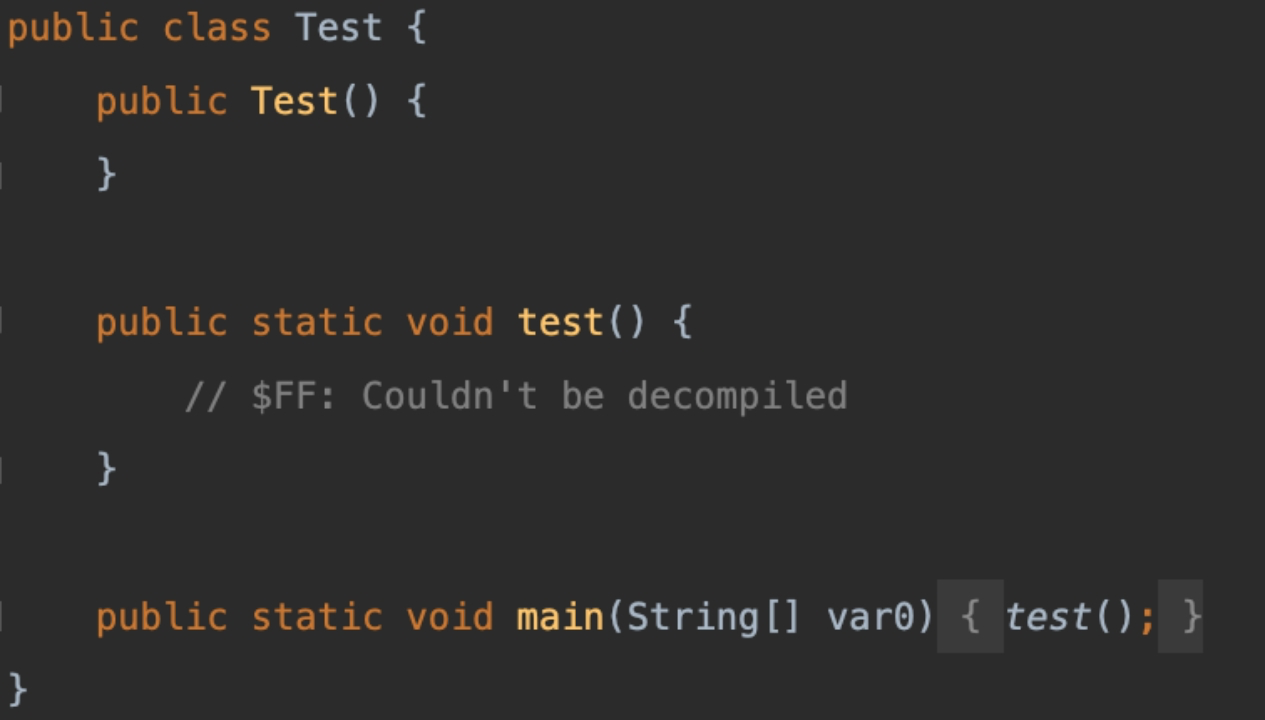 public class Test {
    public Test() {
    }

    public static void test() {
        // $FF: Couldn't be decompiled
    }

    public static void main(String[] var0) { test(); }
}